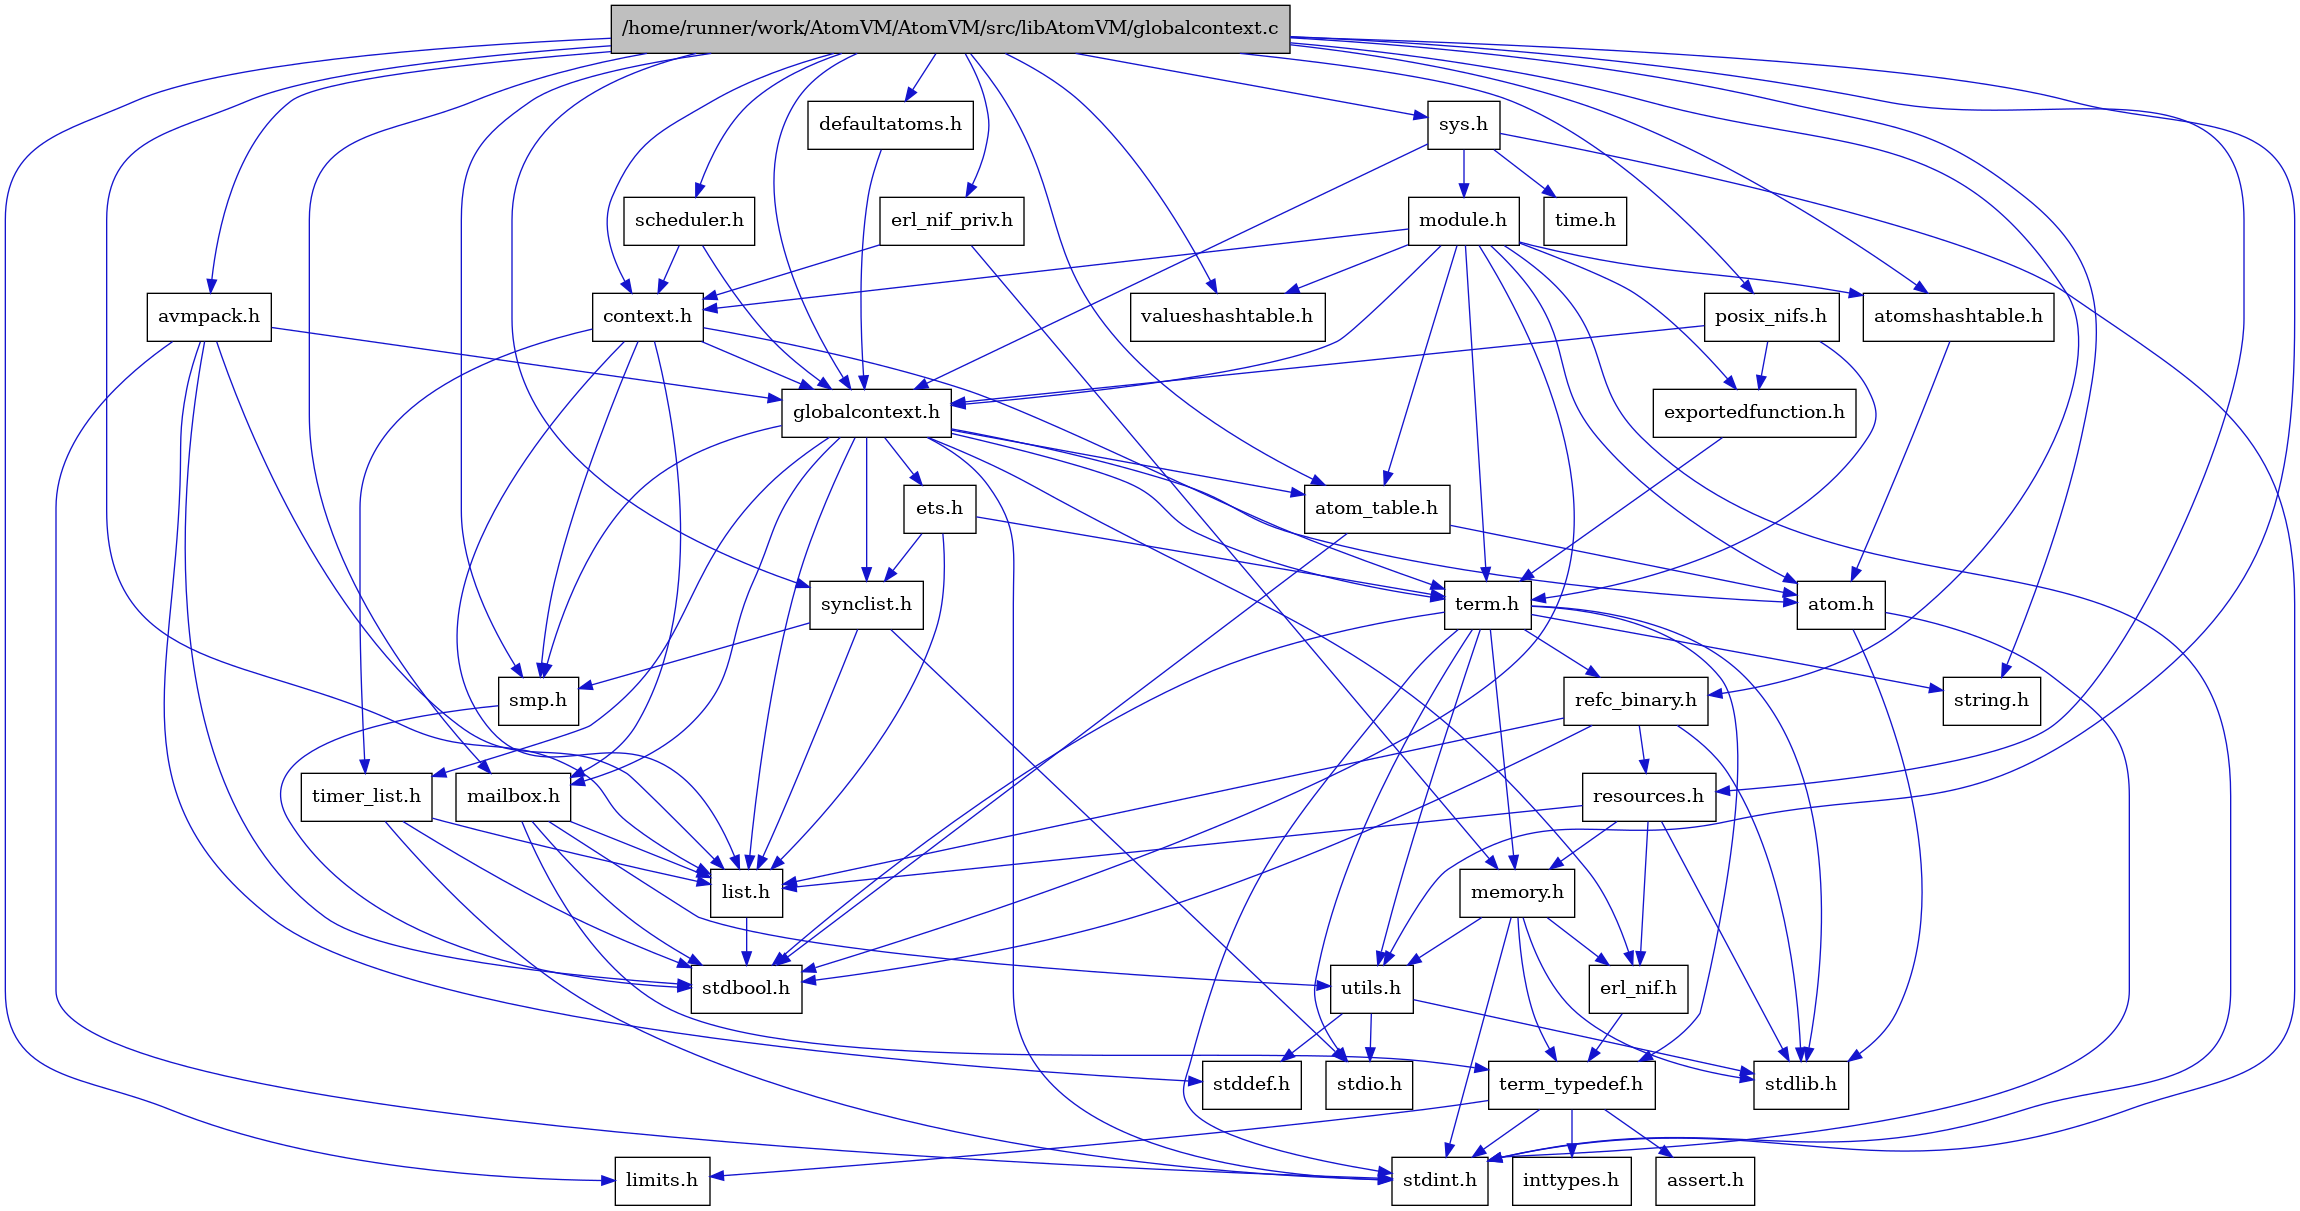 /home/runner/work/AtomVM/AtomVM/src/libAtomVM/globalcontext.c
defaultatoms.h
sys.h
scheduler.h
erl_nif_priv.h
module.h
time.h
avmpack.h
context.h
valueshashtable.h
posix_nifs.h
atomshashtable.h
globalcontext.h
exportedfunction.h
ets.h
atom_table.h
synclist.h
term.h
atom.h
smp.h
refc_binary.h
string.h
timer_list.h
mailbox.h
resources.h
list.h
memory.h
stdbool.h
utils.h
erl_nif.h
stddef.h
stdio.h
term_typedef.h
stdlib.h
limits.h
stdint.h
inttypes.h
assert.h